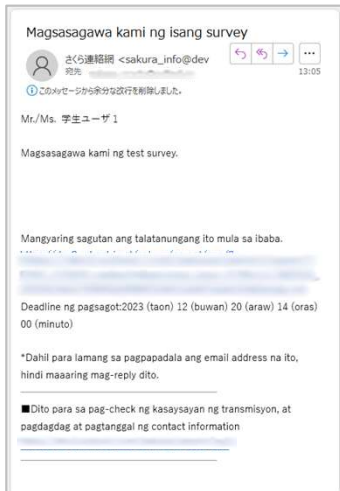 Magsasagawa kami ng isang survey
さくら連絡網 <sakura_info@dev
宛先
13:05
このメッセージから余分な改行を削除しました。
Mr./Ms. 学生ユーザ 1
Magsasagawa kami ng test survey.
Mangyaring sagutan ang talatanungang ito mula sa ibaba.
Deadline ng pagsagot:2023 (taon) 12 (buwan) 20 (araw) 14 (oras)
00 (minuto)
*Dahil para lamang sa pagpapadala ang email address na ito,
hindi maaaring mag-reply dito.
■Dito para sa pag-check ng kasaysayan ng transmisyon, at
pagdagdag at pagtanggal ng contact information